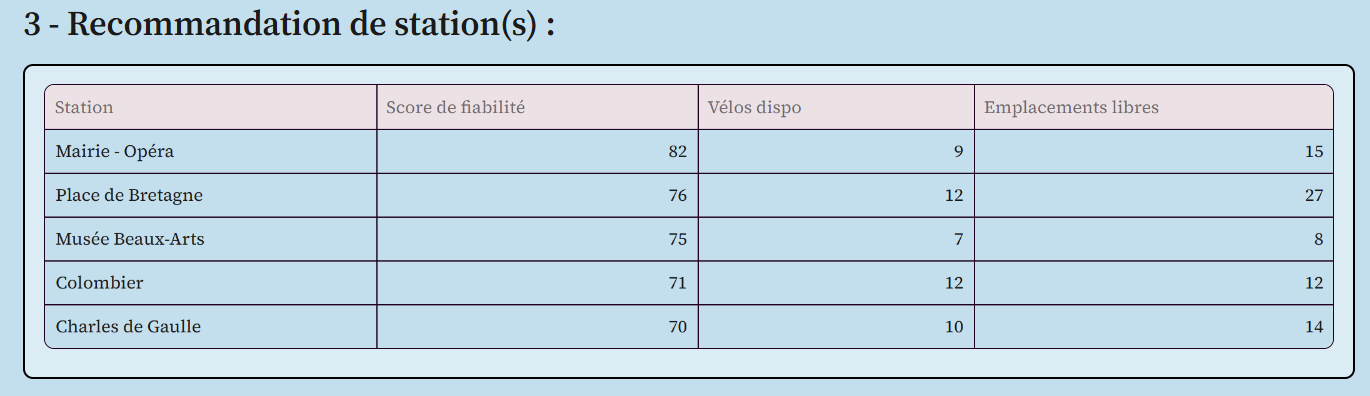 3 - Recommandation de station(s) :
Station Score de fiabilité Vélos dispo Emplacements libres
Mairie - Opéra 82 9 15
Place de Bretagne 76 12 27
Musée Beaux-Arts 75 7 8
Colombier 71 12 12
Charles de Gaulle 70 10 14